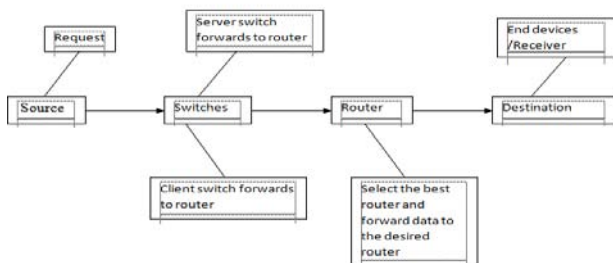 Request
Server switch
forwards to router
End devices
/Receiver
Source
Switches
Router
Destination
Client switch forwards
to router
Select the best
router and
forward data to
the desired
router